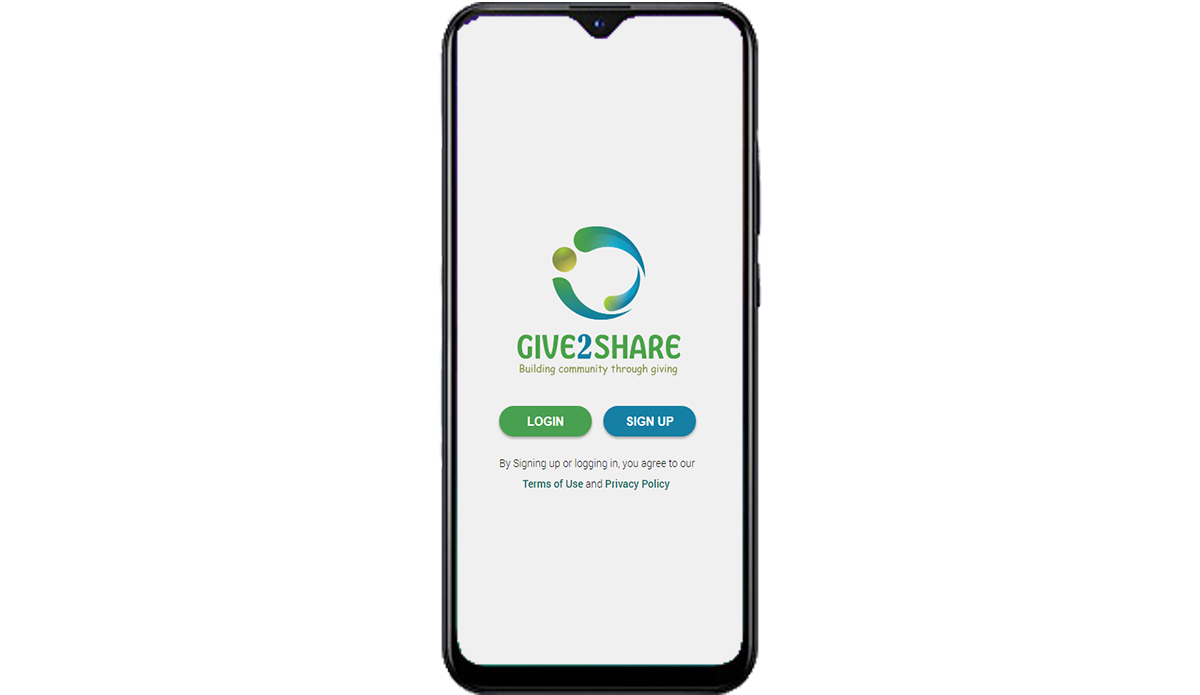 GIVE2SHARE
Building community through giving
LOGIN SIGN UP
By Signing up or logging in, you agree to our
Terms of Use and Privacy Policy